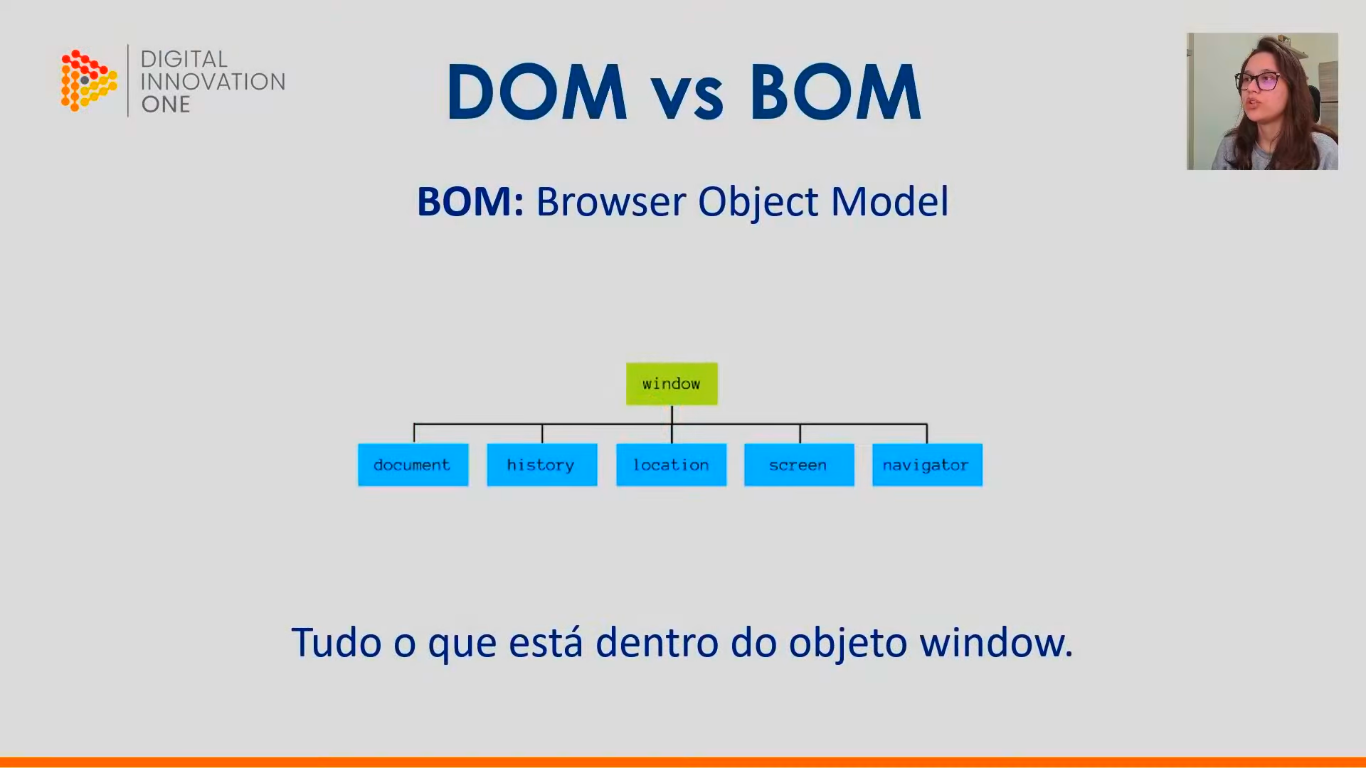 DIGITAL
INNOVATION
ONE
DOM vs BOM
BOM: Browser Object Model
window
document history location screen navigator
Tudo o que está dentro do objeto window.